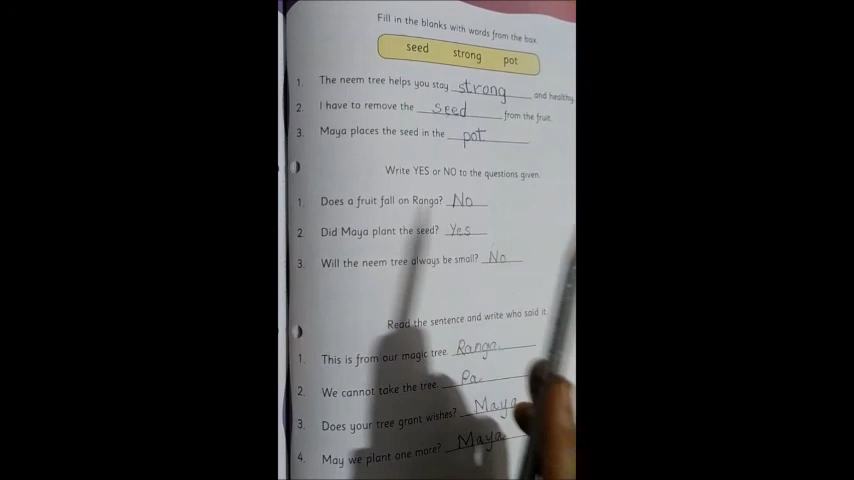 Fill in the blanks with words from the box.
seed strong pot
1. The neem tree helps you stay strong and healthy
2. I have to remove the seed from the fruit.
3. Maya places the seed in the pot
Write YES or NO to the questions given.
1. Does a fruit fall on Ranga? No
2. Did Maya plant the seed? Yes
3. Will the neem tree always be small? No
Read the sentence and write who said it.
1. This is from our magic tree. Ranga.
2. We cannot take the tree. Pa.
3. Does your tree grant wishes? Maya
4. May we plant one more? Maya.